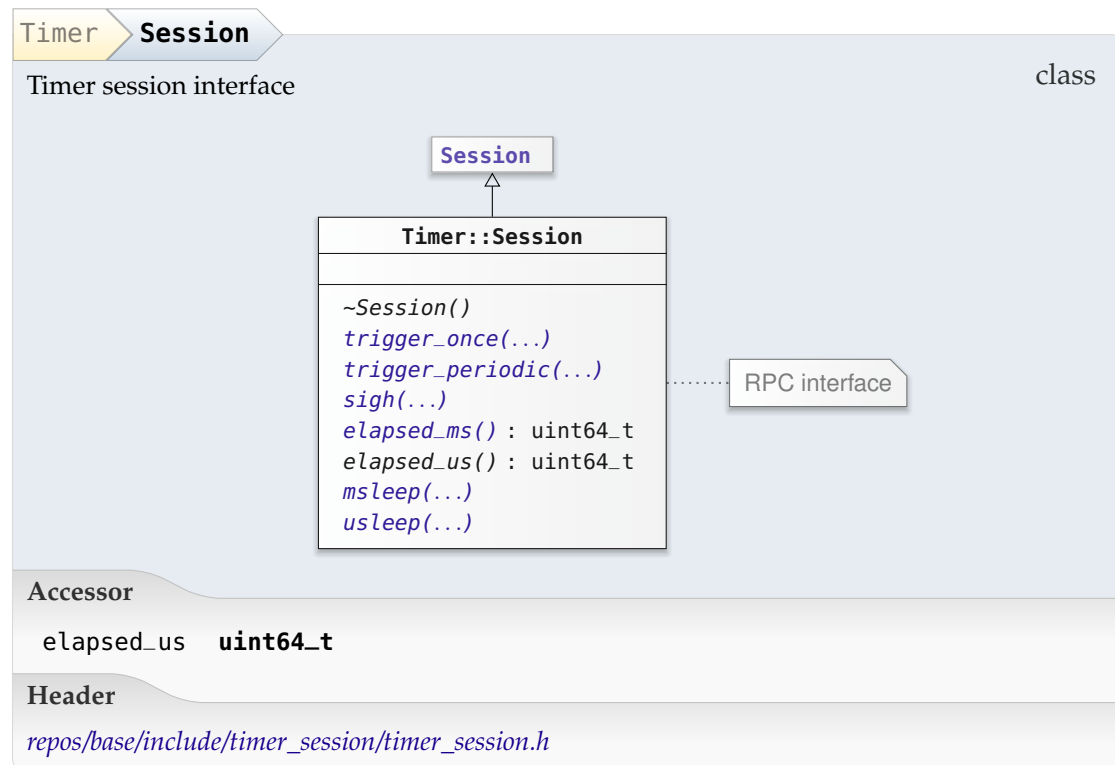 Timer Session
Timer session interface
class
Session
Timer::Session
~Session()
trigger_once(...)
trigger_periodic(...)
sigh(...)
elapsed_ms() : uint64_t
elapsed_us() : uint64_t
msleep(...)
usleep(...)
RPC interface
Accessor
elapsed_us uint64_t
Header
repos/base/include/timer_session/timer_session.h